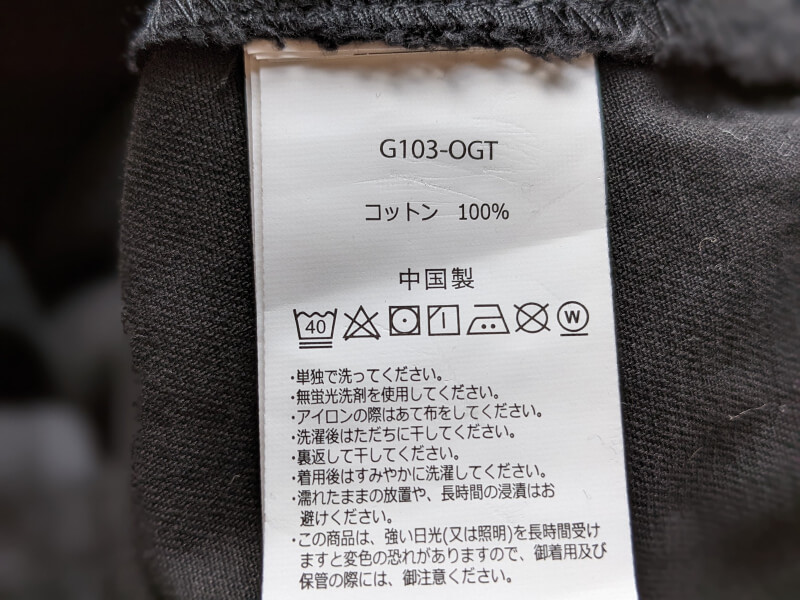 G103-OGT
コットン　100%
中国製
40 W
・単独で洗ってください。
・無蛍光洗剤を使用してください。
・アイロンの際はあて布をしてください。
・洗濯後はただちに干してください。
・裏返して干してください。
・着用後はすみやかに洗濯してください。
・濡れたままの放置や、長時間の浸漬はお
避けください。
・この商品は、強い日光(又は照明)を長時間受け
ますと変色の恐れがありますので、御着用及び
保管の際には、御注意ください。